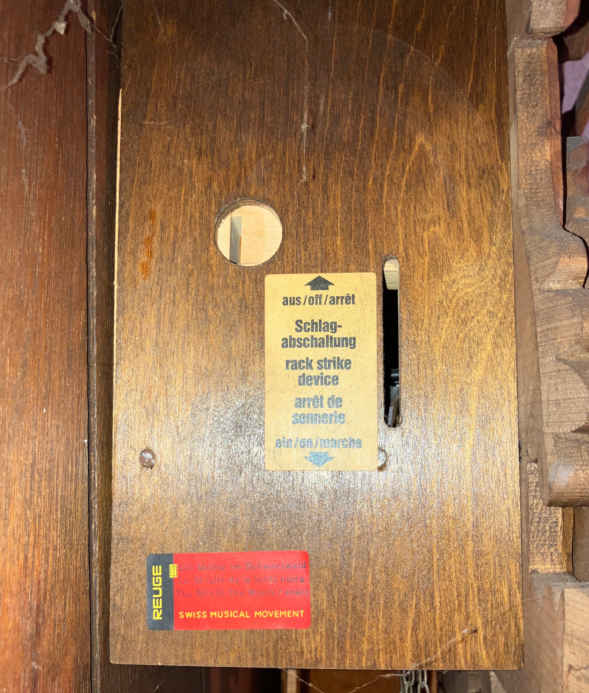 aus/off/arrêt
Schlag-
abschaltung
rack strike
device
arrêt de
sonnerie
ein/on/marche
REUGE
SWISS MUSICAL MOVEMENT